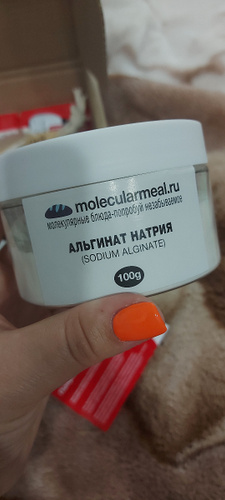 molecularmeal.ru
молекулярные блюда-попробуй незабываемое
АЛЬГИНАТ НАТРИЯ
(SODIUM ALGINATE)
100g